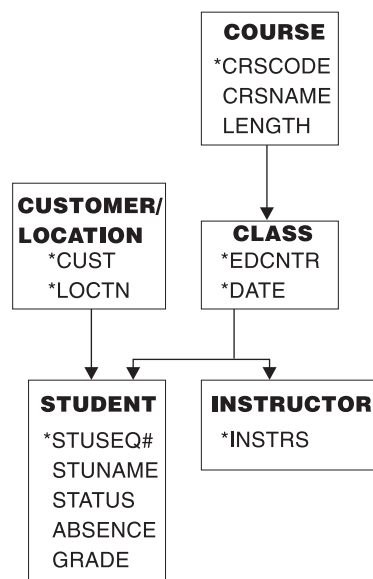 COURSE
*CRSCODE
CRSNAME
LENGTH
CUSTOMER/
LOCATION
*CUST
*LOCTN
CLASS
*EDCNTR
*DATE
STUDENT
*STUSEQ#
STUNAME
STATUS
ABSENCE
GRADE
INSTRUCTOR
*INSTRS